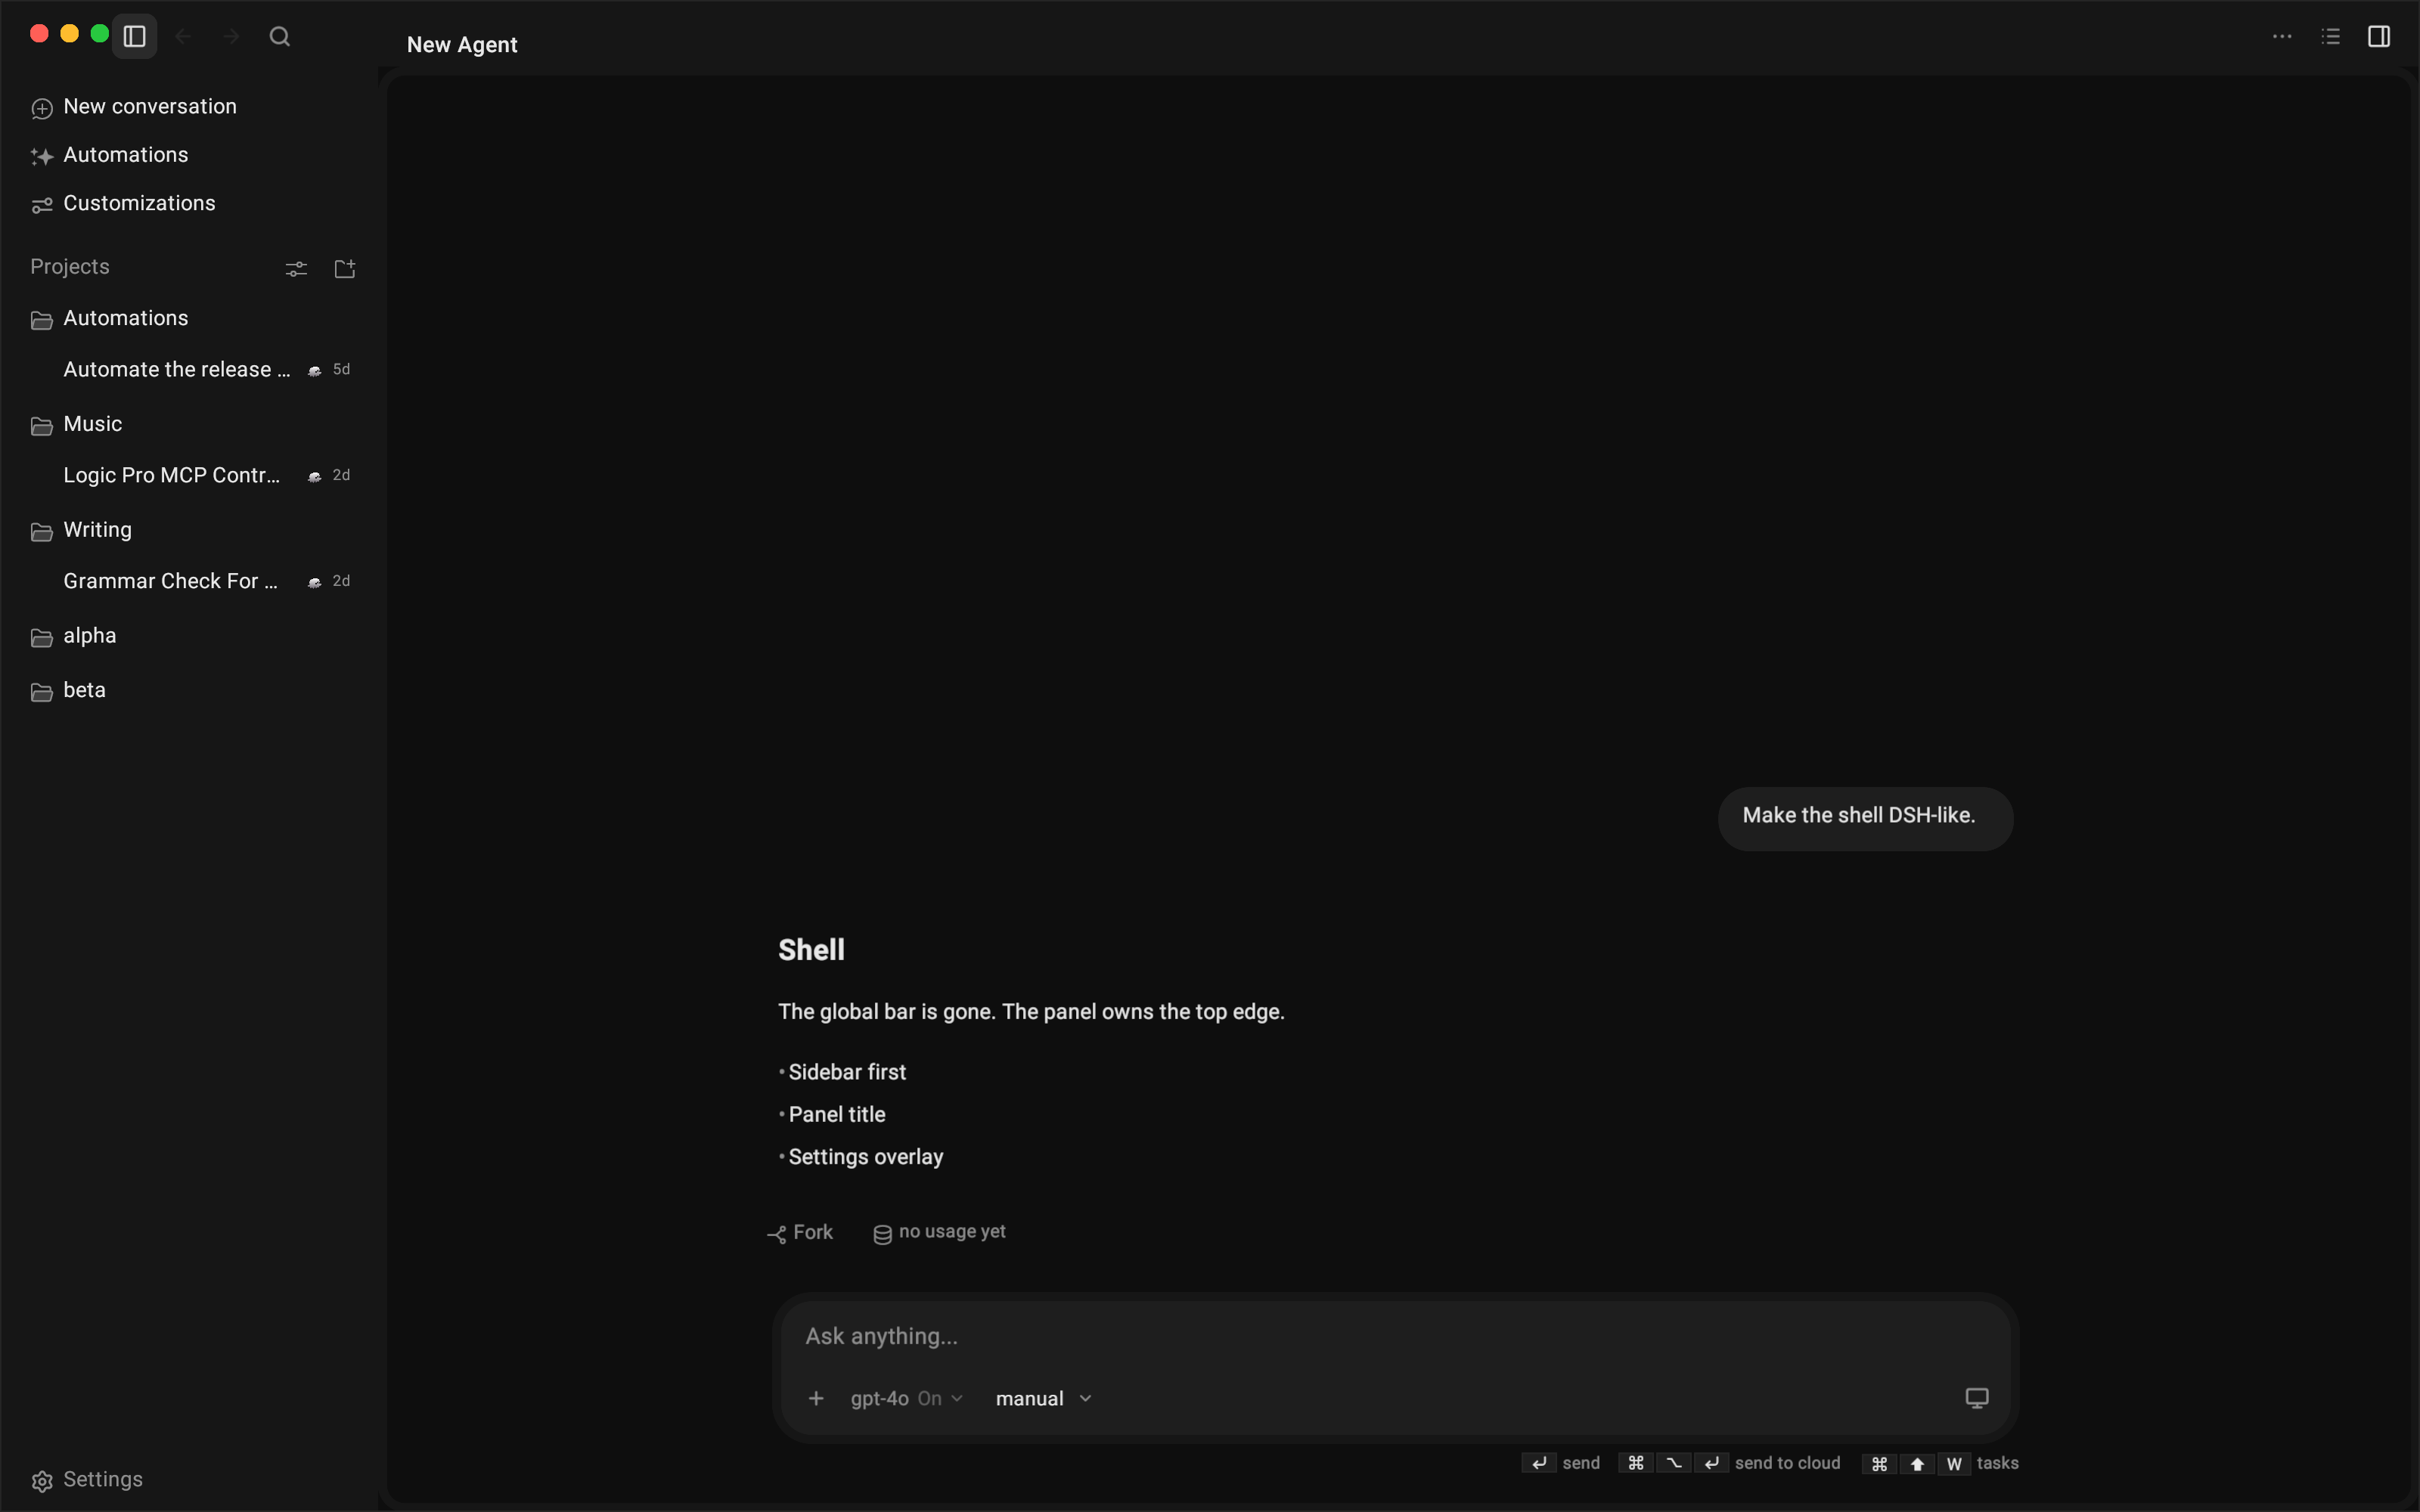 New Agent
New conversation
Automations
Customizations
Projects
Automations
Automate the release ... 5d
Music
Logic Pro MCP Contr... 2d
Writing
Grammar Check For ... 2d
alpha
beta
Settings
Make the shell DSH-like.
Shell
The global bar is gone. The panel owns the top edge.
• Sidebar first
• Panel title
• Settings overlay
Fork no usage yet
Ask anything...
+ gpt-4o On manual
↵ send ⌘ ⌥ ↵ send to cloud ⌘ ⬆ W tasks